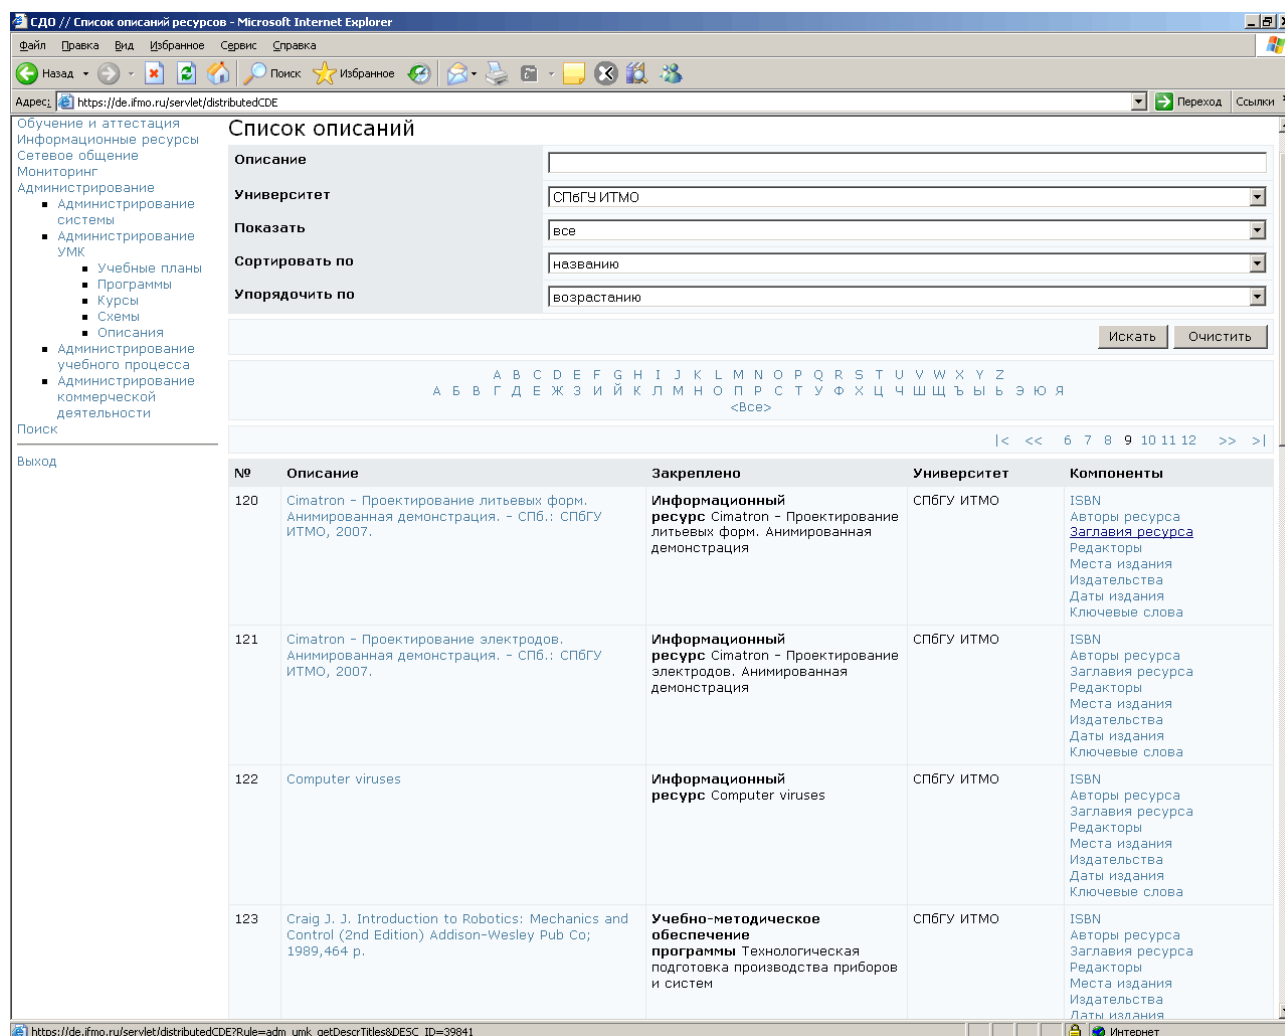 СДО // Список описаний ресурсов - Microsoft Internet Explorer
Файл Правка Вид Избранное Сервис Справка
Назад Поиск Избранное
Адрес: https://de.ifmo.ru/servlet/distributedCDE Переход Ссылки
Обучение и аттестация
Информационные ресурсы
Сетевое общение
Мониторинг
Администрирование
Администрирование
системы
Администрирование
УМК
Учебные планы
Программы
Курсы
Схемы
Описания
Администрирование
учебного процесса
Администрирование
коммерческой
деятельности
Поиск
Выход
Список описаний
Описание
Университет СПбГУ ИТМО
Показать все
Сортировать по названию
Упорядочить по возрастанию
Искать Очистить
A B C D E F G H I J K L M N O P Q R S T U V W X Y Z
А Б В Г Д Е Ж З И Й К Л М Н О П Р С Т У Ф Х Ц Ч Ш Щ Ъ Ы Ь Э Ю Я
<Все>
|< << 6 7 8 9 10 11 12 >> >|
№ Описание Закреплено Университет Компоненты
120
Cimatron - Проектирование литьевых форм.
Анимированная демонстрация. - СПб.: СПбГУ
ИТМО, 2007.
Информационный
ресурс Cimatron - Проектирование
литьевых форм. Анимированная
демонстрация
СПбГУ ИТМО
ISBN
Авторы ресурса
Заглавия ресурса
Редакторы
Места издания
Издательства
Даты издания
Ключевые слова
121
Cimatron - Проектирование электродов.
Анимированная демонстрация. - СПб.: СПбГУ
ИТМО, 2007.
Информационный
ресурс Cimatron - Проектирование
электродов. Анимированная
демонстрация
СПбГУ ИТМО
ISBN
Авторы ресурса
Заглавия ресурса
Редакторы
Места издания
Издательства
Даты издания
Ключевые слова
122
Computer viruses
Информационный
ресурс Computer viruses
СПбГУ ИТМО
ISBN
Авторы ресурса
Заглавия ресурса
Редакторы
Места издания
Издательства
Даты издания
Ключевые слова
123
Craig J. J. Introduction to Robotics: Mechanics and
Control (2nd Edition) Addison-Wesley Pub Co;
1989,464 p.
Учебно-методическое
обеспечение
программы Технологическая
подготовка производства приборов
и систем
СПбГУ ИТМО
ISBN
Авторы ресурса
Заглавия ресурса
Редакторы
Места издания
Издательства
Даты издания
https://de.ifmo.ru/servlet/distributedCDE?Rule=adm_umk_getDescrTitles&DESC_ID=39841 Интернет